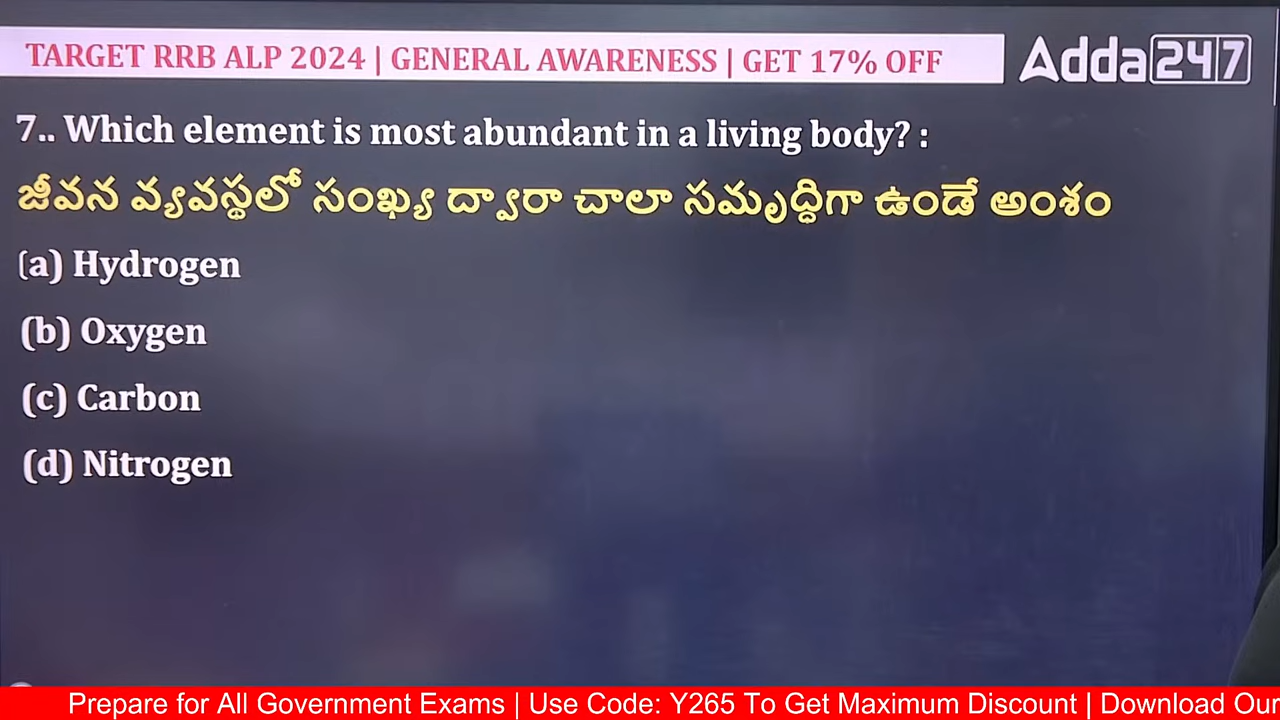 TARGET RRB ALP 2024 | GENERAL AWARENESS | GET 17% OFF
Adda247
7.. Which element is most abundant in a living body? :
జీవన వ్యవస్థలో సంఖ్య ద్వారా చాలా సమృద్ధిగా ఉండే అంశం
(a) Hydrogen
(b) Oxygen
(c) Carbon
(d) Nitrogen
Prepare for All Government Exams | Use Code: Y265 To Get Maximum Discount | Download Our